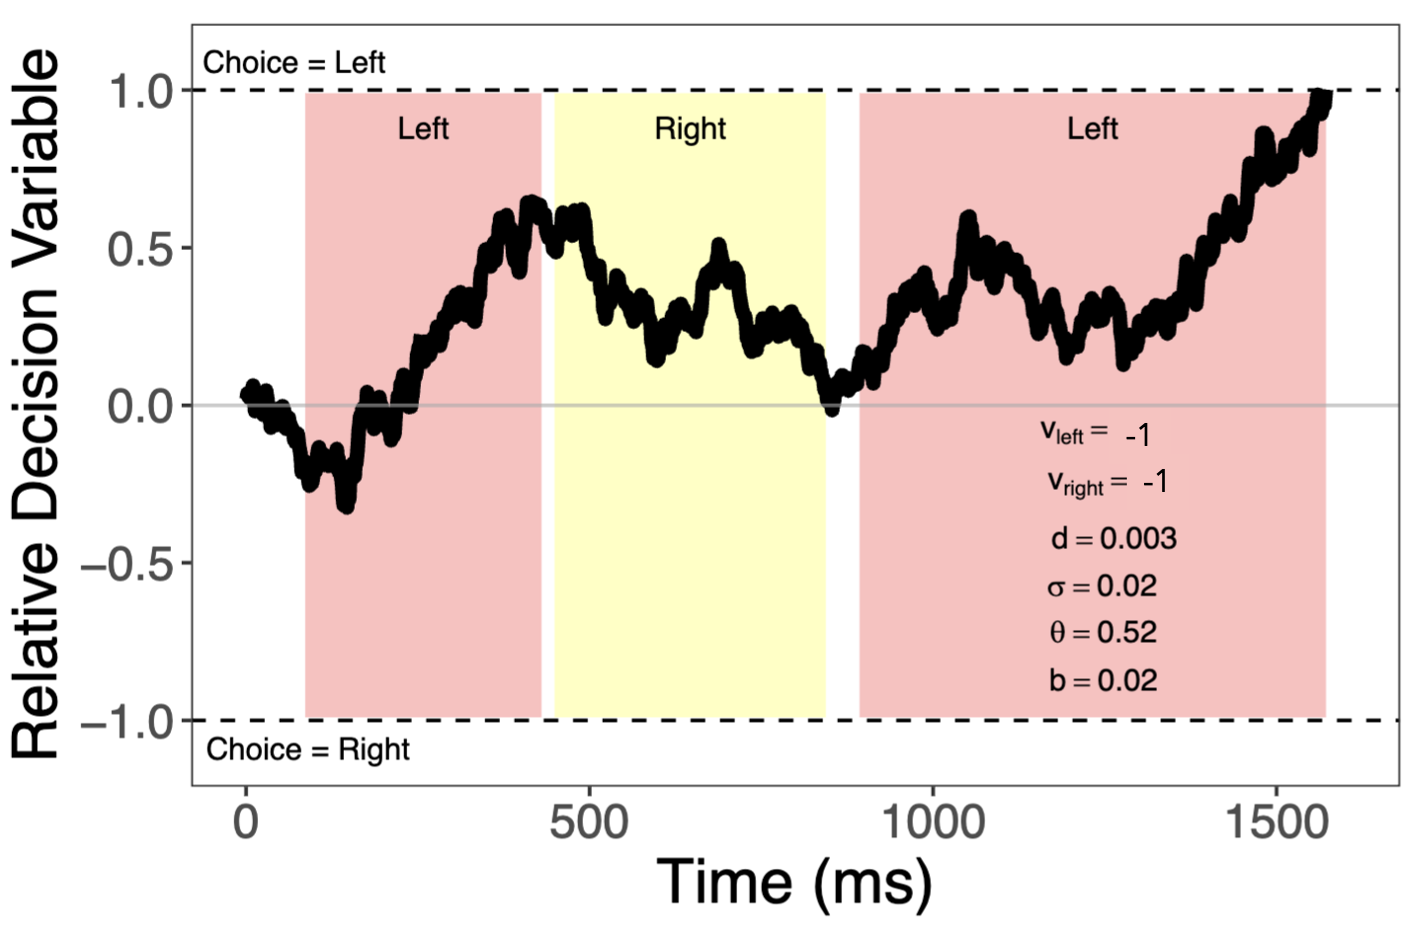 Relative Decision Variable
Choice = Left
1.0
0.5
0.0
−0.5
−1.0
Left
Right
Left
v_left = -1
v_right = -1
d = 0.003
σ = 0.02
θ = 0.52
b = 0.02
Choice = Right
0 500 1000 1500
Time (ms)